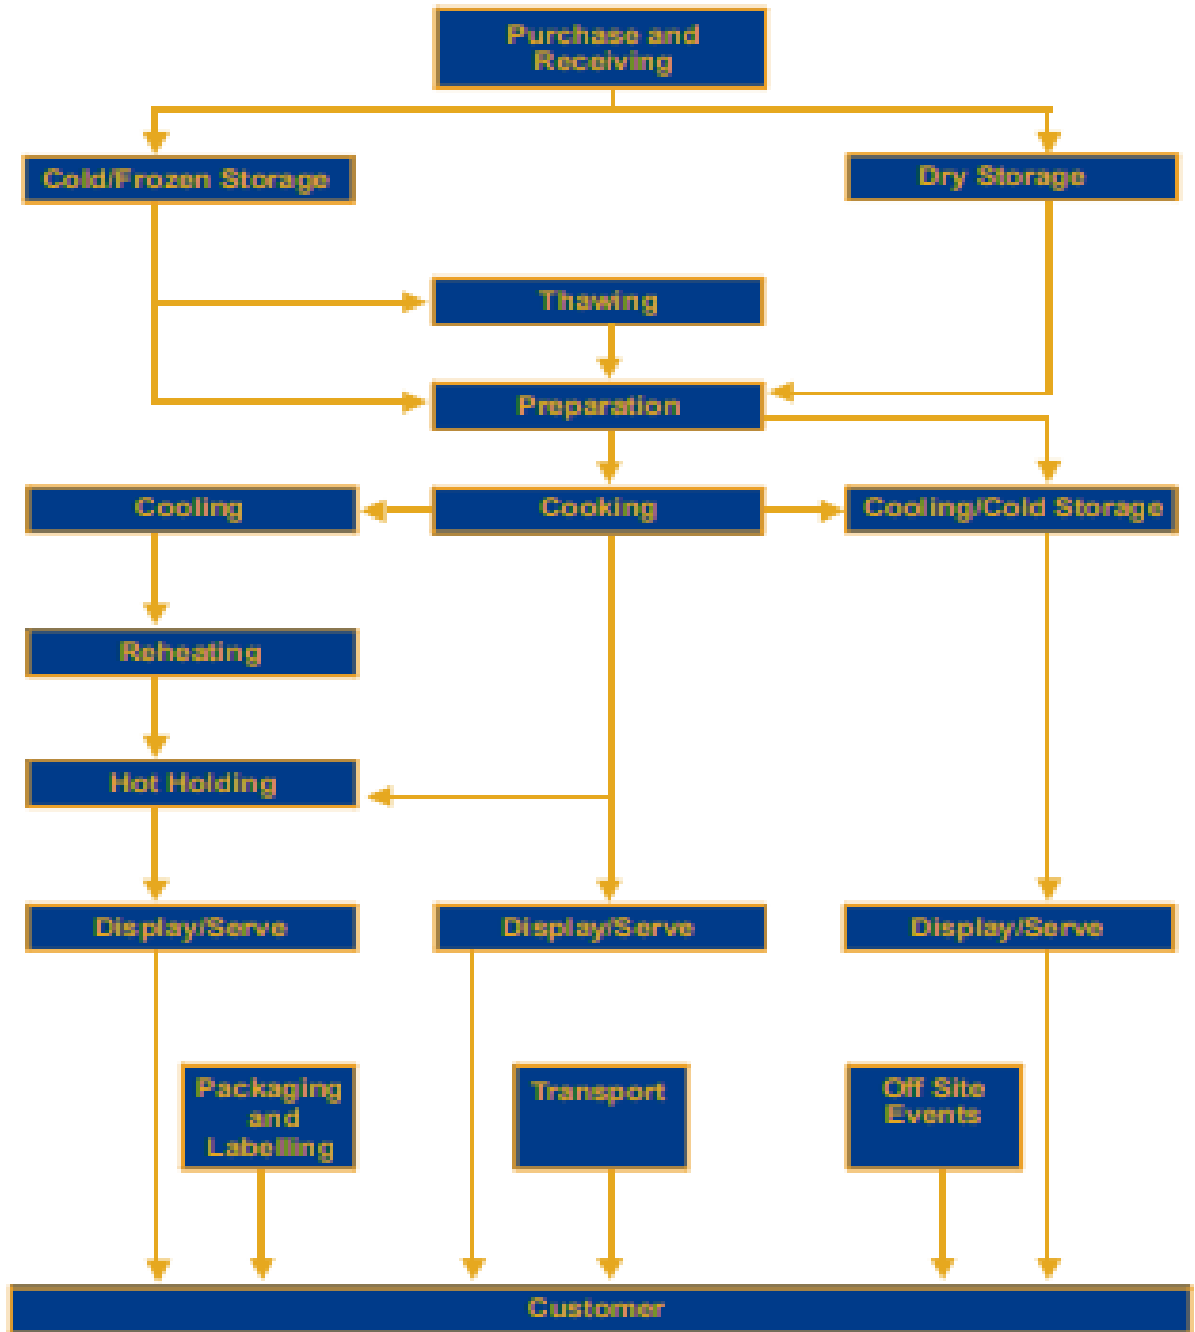 Purchase and
Receiving
Cold/Frozen Storage
Dry Storage
Thawing
Preparation
Cooling
Cooking
Cooling/Cold Storage
Reheating
Hot Holding
Display/Serve
Display/Serve
Display/Serve
Packaging
and
Labelling
Transport
Off Site
Events
Customer